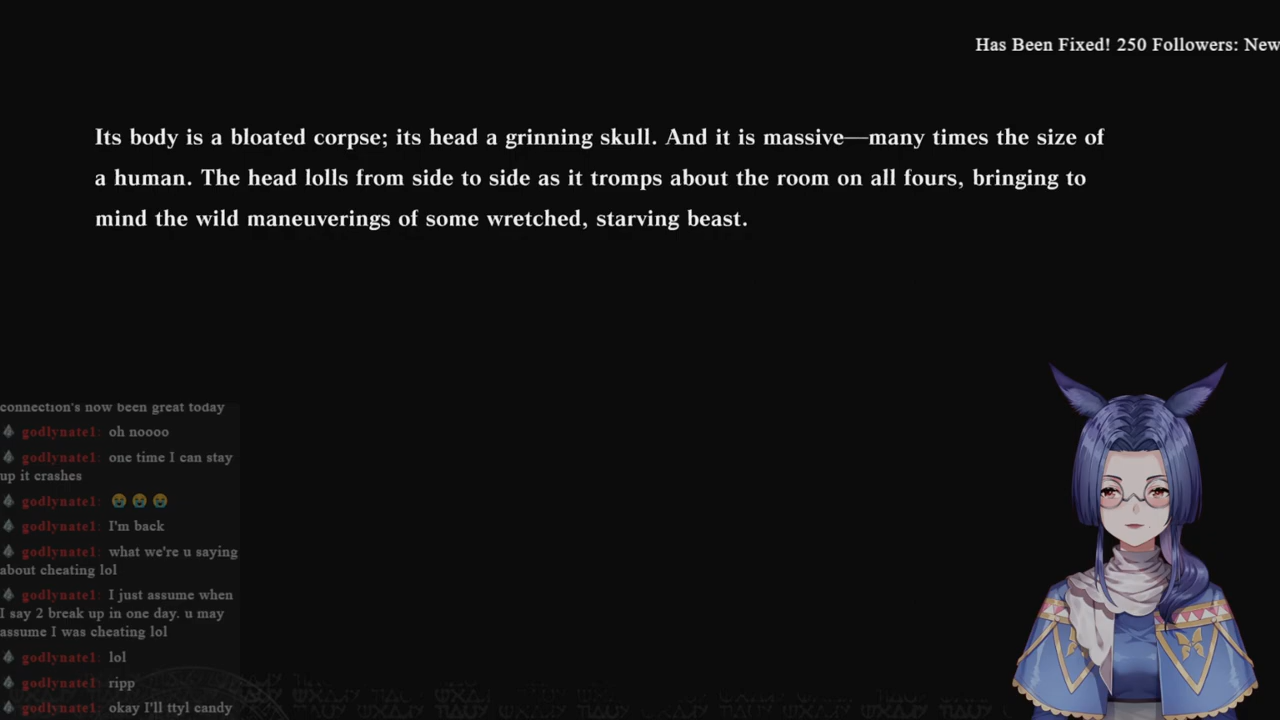 Has Been Fixed! 250 Followers: New
Its body is a bloated corpse; its head a grinning skull. And it is massive—many times the size of
a human. The head lolls from side to side as it tromps about the room on all fours, bringing to
mind the wild maneuverings of some wretched, starving beast.
connection's now been great today
godlynate1: oh noooo
godlynate1: one time I can stay
up it crashes
godlynate1: 😭 😭 😭
godlynate1: I'm back
godlynate1: what we're u saying
about cheating lol
godlynate1: I just assume when
I say 2 break up in one day. u may
assume I was cheating lol
godlynate1: lol
godlynate1: ripp
godlynate1: okay I'll ttyl candy